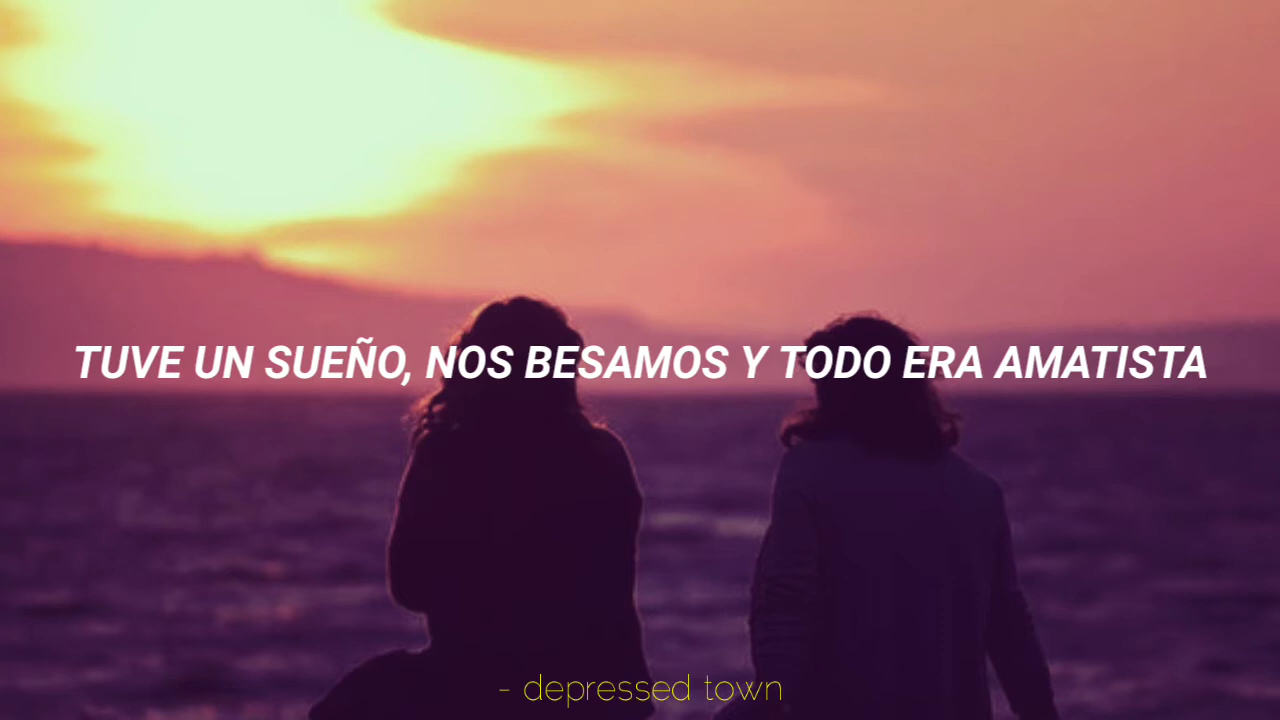 TUVE UN SUEÑO, NOS BESAMOS Y TODO ERA AMATISTA
- depressed town